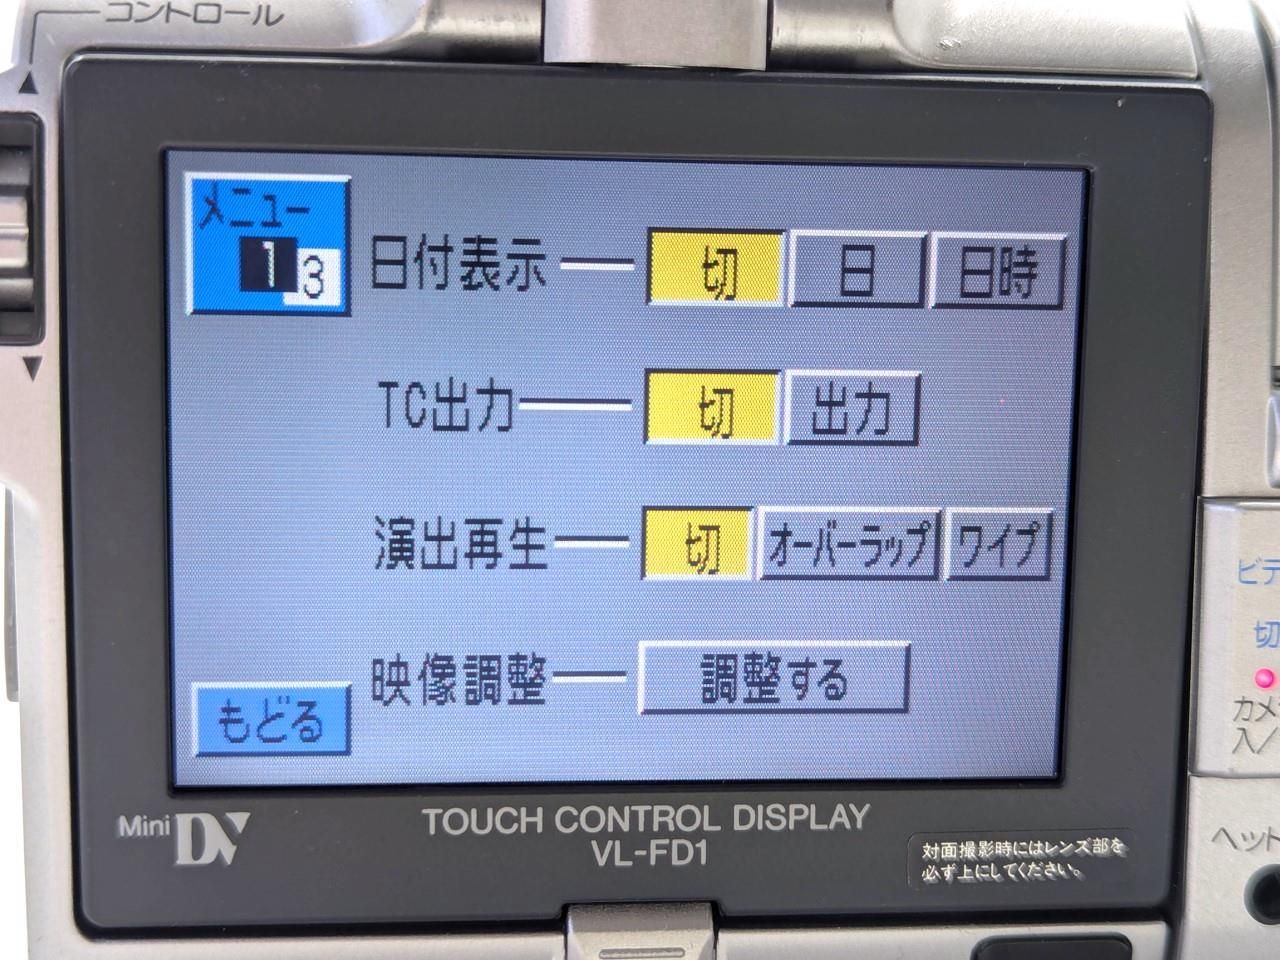 コントロール
メニュー
1 3
日付表示 切 日 日時
TC出力 切 出力
演出再生 切 オーバーラップ ワイプ
映像調整 調整する
もどる
Mini DV
TOUCH CONTROL DISPLAY
VL-FD1
対面撮影時にはレンズ部を
必ず上にしてください。
ビデ
切
カメ
入/
ヘット